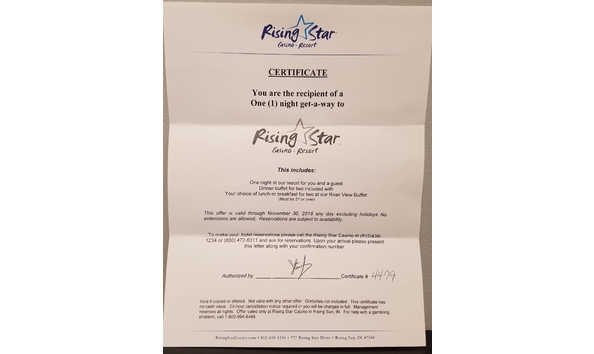 Rising Star
Casino • Resort
CERTIFICATE
You are the recipient of a
One (1) night get-a-way to
Rising Star
Casino • Resort
This includes:
One night at our resort for you and a guest
Dinner buffet for two included with
Your choice of lunch or breakfast for two at our River View Buffet
(Must be 21 or over)
This offer is valid through November 30, 2018 any day excluding holidays No
extensions are allowed. Reservations are subject to availability.
To make your hotel reservations please call the Rising Star Casino at (812)438-
1234 or (800) 472-6311 and ask for reservations. Upon your arrival please present
this letter along with your confirmation number
Authorized by: Certificate # 4479
Void if copied or altered. Not valid with any other offer. Gratuities not included. This certificate has
no cash value. 24-hour cancellation notice required or you will be charged in full. Management
reserves all rights. Offer valid only at Rising Star Casino in Rising Sun, IN. For help with a gambling
problem, call 1-800-994-8448
RisingStarCasino.com • 812-438-1234 • 777 Rising Star Drive • Rising Sun, IN 47040